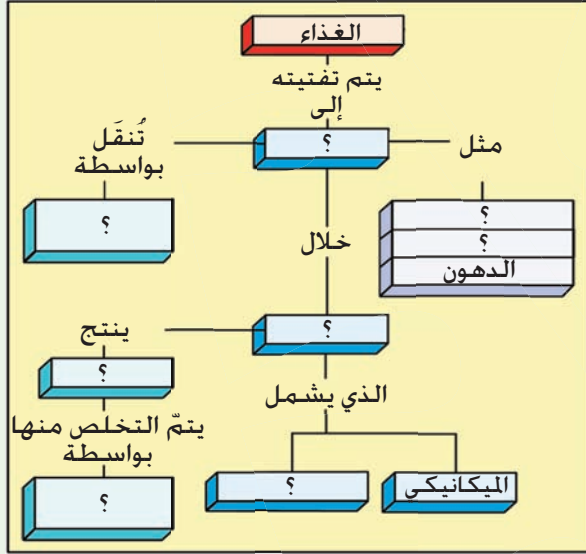 الغذاء
يتم تفتيته
إلى
؟
مثل
؟
؟
الدهون
تُنقَل
بواسطة
؟
خلال
؟
ينتج
؟
يتمّ التخلص منها
بواسطة
؟
الذي يشمل
الميكانيكي
؟